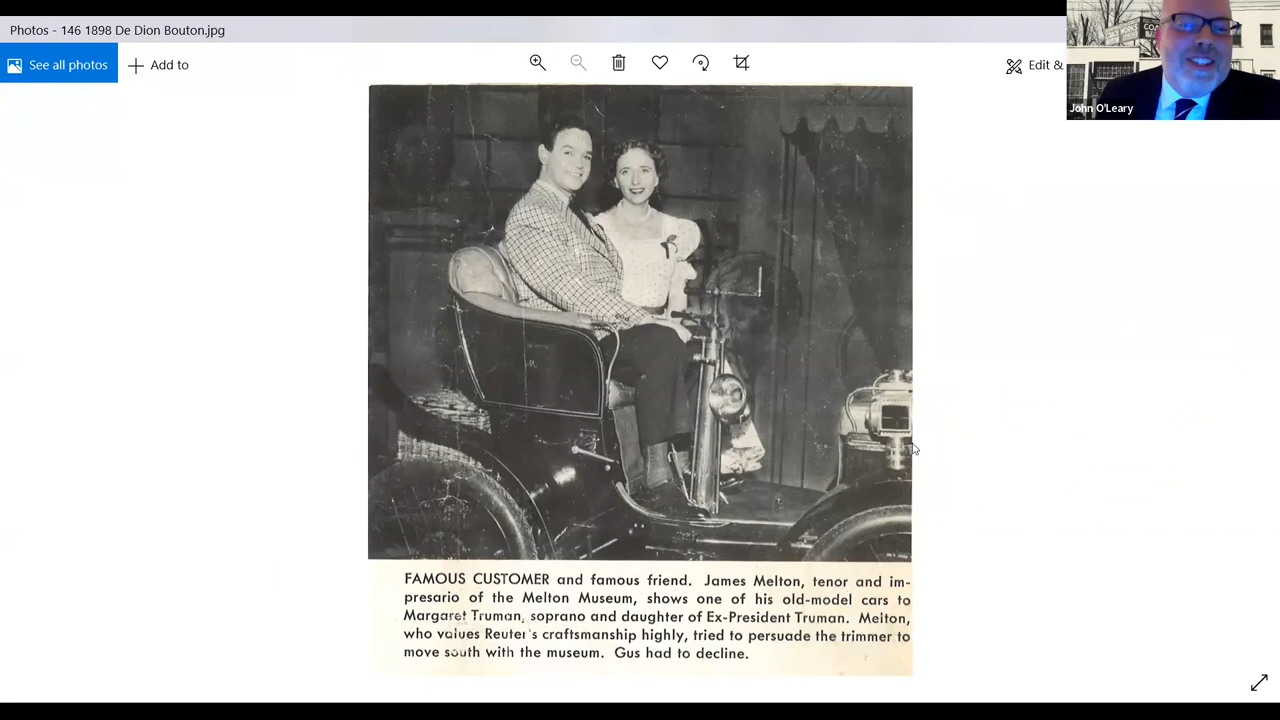 Photos - 146 1898 De Dion Bouton.jpg
See all photos
Add to
Edit &
John O'Leary
FAMOUS CUSTOMER and famous friend. James Melton, tenor and im-
presario of the Melton Museum, shows one of his old-model cars to
Margaret Truman, soprano and daughter of Ex-President Truman. Melton,
who values Reuter's craftsmanship highly, tried to persuade the trimmer to
move south with the museum. Gus had to decline.